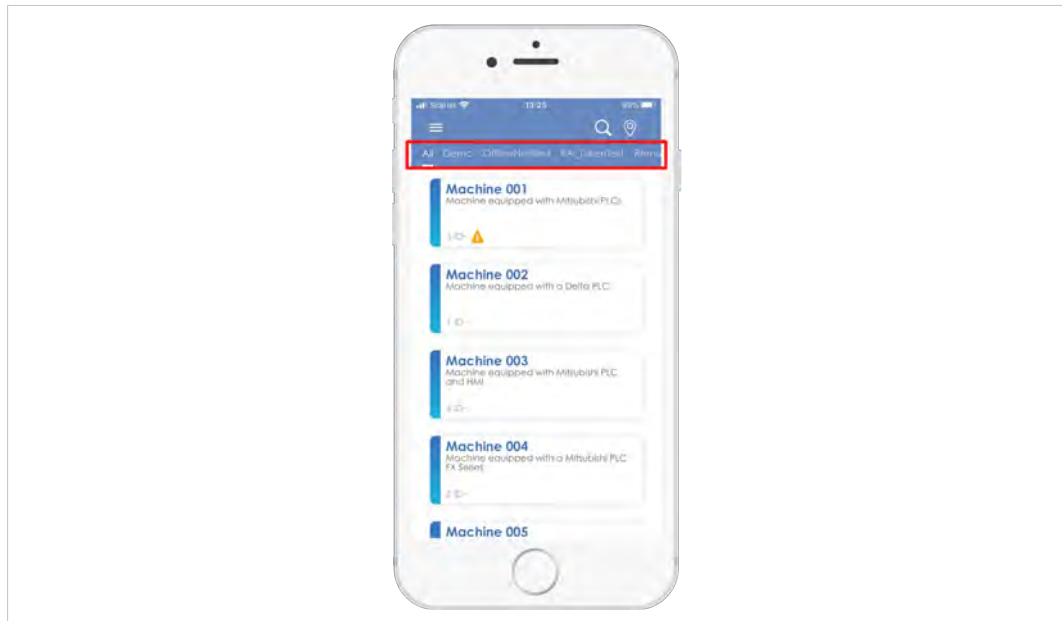 13:25
99%
All Demo
Machine 001
Machine equipped with Mitsubishi PLCs
Machine 002
Machine equipped with a Delta PLC
Machine 003
Machine equipped with Mitsubishi PLC
and HMI
Machine 004
Machine equipped with a Mitsubishi PLC
FX Series
Machine 005